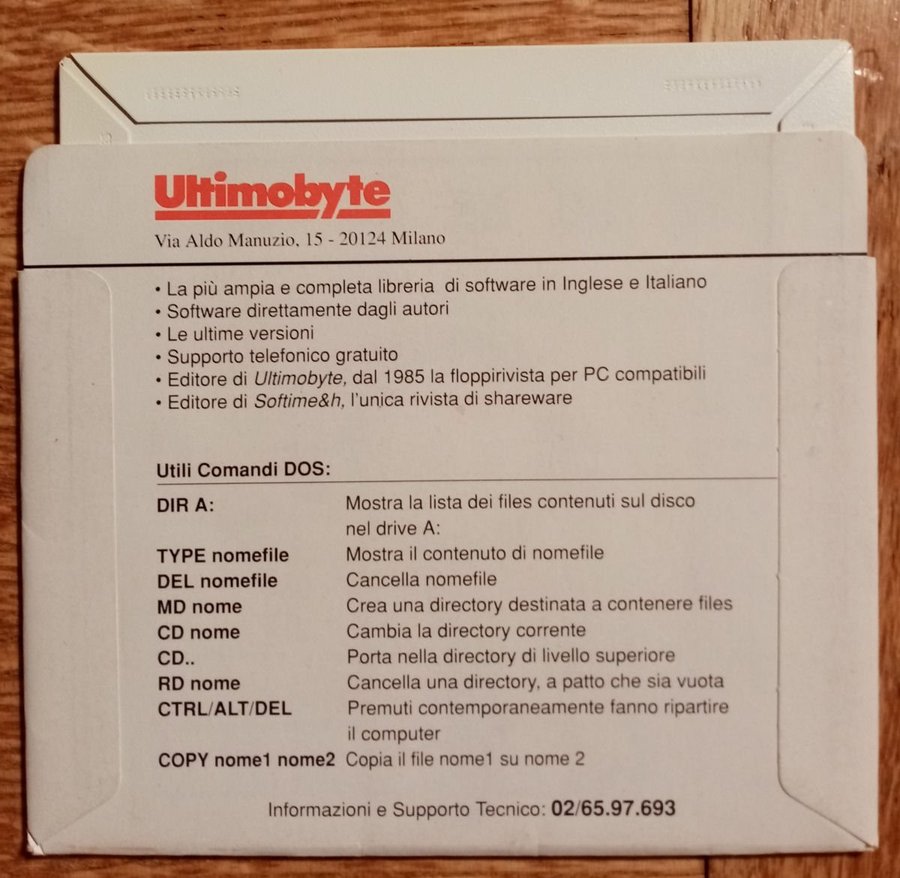 Ultimobyte
Via Aldo Manuzio, 15 - 20124 Milano
• La più ampia e completa libreria di software in Inglese e Italiano
• Software direttamente dagli autori
• Le ultime versioni
• Supporto telefonico gratuito
• Editore di Ultimobyte, dal 1985 la floppirivista per PC compatibili
• Editore di Softime&h, l'unica rivista di shareware
Utili Comandi DOS:
DIR A: Mostra la lista dei files contenuti sul disco
nel drive A:
TYPE nomefile Mostra il contenuto di nomefile
DEL nomefile Cancella nomefile
MD nome Crea una directory destinata a contenere files
CD nome Cambia la directory corrente
CD.. Porta nella directory di livello superiore
RD nome Cancella una directory, a patto che sia vuota
CTRL/ALT/DEL Premuti contemporaneamente fanno ripartire
il computer
COPY nome1 nome2 Copia il file nome1 su nome 2
Informazioni e Supporto Tecnico: 02/65.97.693